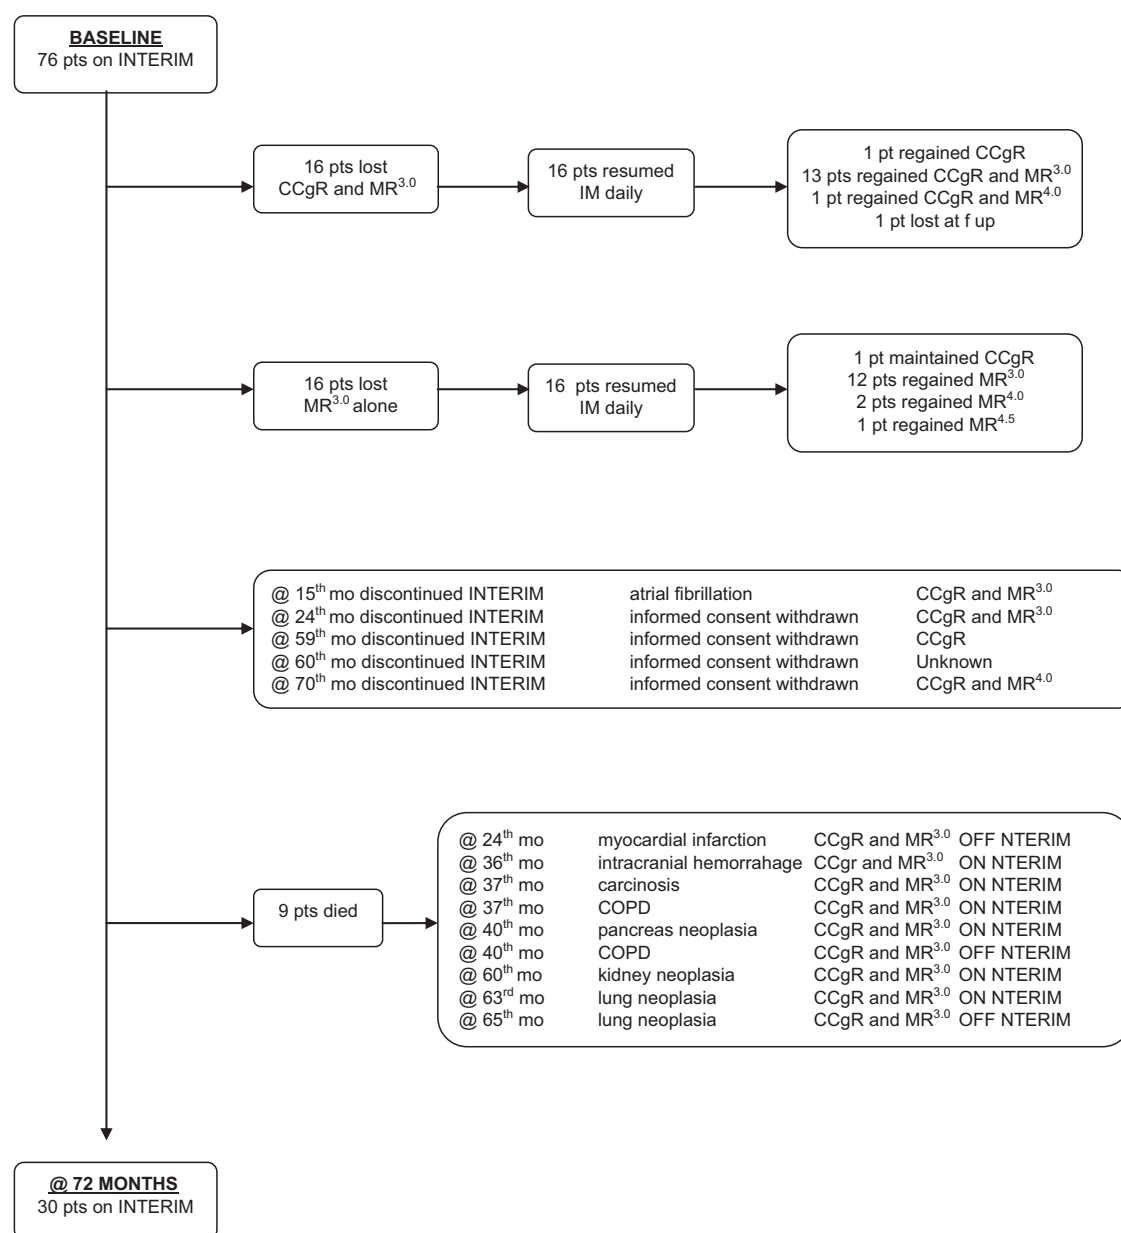 BASELINE
76 pts on INTERIM
16 pts lost
CCgR and MR3.0
16 pts resumed
IM daily
1 pt regained CCgR
13 pts regained CCgR and MR3.0
1 pt regained CCgR and MR4.0
1 pt lost at f up
16 pts lost
MR3.0 alone
16 pts resumed
IM daily
1 pt maintained CCgR
12 pts regained MR3.0
2 pts regained MR4.0
1 pt regained MR4.5
@ 15th mo discontinued INTERIM atrial fibrillation CCgR and MR3.0
@ 24th mo discontinued INTERIM informed consent withdrawn CCgR and MR3.0
@ 59th mo discontinued INTERIM informed consent withdrawn CCgR
@ 60th mo discontinued INTERIM informed consent withdrawn Unknown
@ 70th mo discontinued INTERIM informed consent withdrawn CCgR and MR4.0
9 pts died
@ 24th mo myocardial infarction CCgR and MR3.0 OFF NTERIM
@ 36th mo intracranial hemorrahage CCgr and MR3.0 ON NTERIM
@ 37th mo carcinosis CCgR and MR3.0 ON NTERIM
@ 37th mo COPD CCgR and MR3.0 ON NTERIM
@ 40th mo pancreas neoplasia CCgR and MR3.0 ON NTERIM
@ 40th mo COPD CCgR and MR3.0 OFF NTERIM
@ 60th mo kidney neoplasia CCgR and MR3.0 ON NTERIM
@ 63rd mo lung neoplasia CCgR and MR3.0 ON NTERIM
@ 65th mo lung neoplasia CCgR and MR3.0 OFF NTERIM
@ 72 MONTHS
30 pts on INTERIM